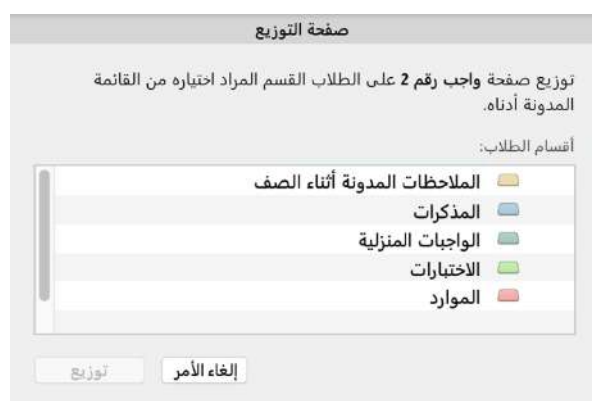 صفحة التوزيع
توزيع صفحة واجب رقم 2 على الطلاب القسم المراد اختياره من القائمة
المدونة أدناه.
أقسام الطلاب:
الملاحظات المدونة أثناء الصف
المذكرات
الواجبات المنزلية
الاختبارات
الموارد
إلغاء الأمر
توزيع